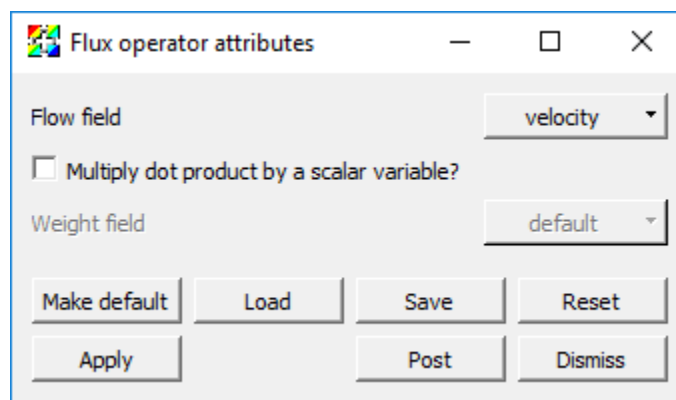 Flux operator attributes
Flow field velocity
Multiply dot product by a scalar variable?
Weight field default
Make default Load Save Reset
Apply Post Dismiss